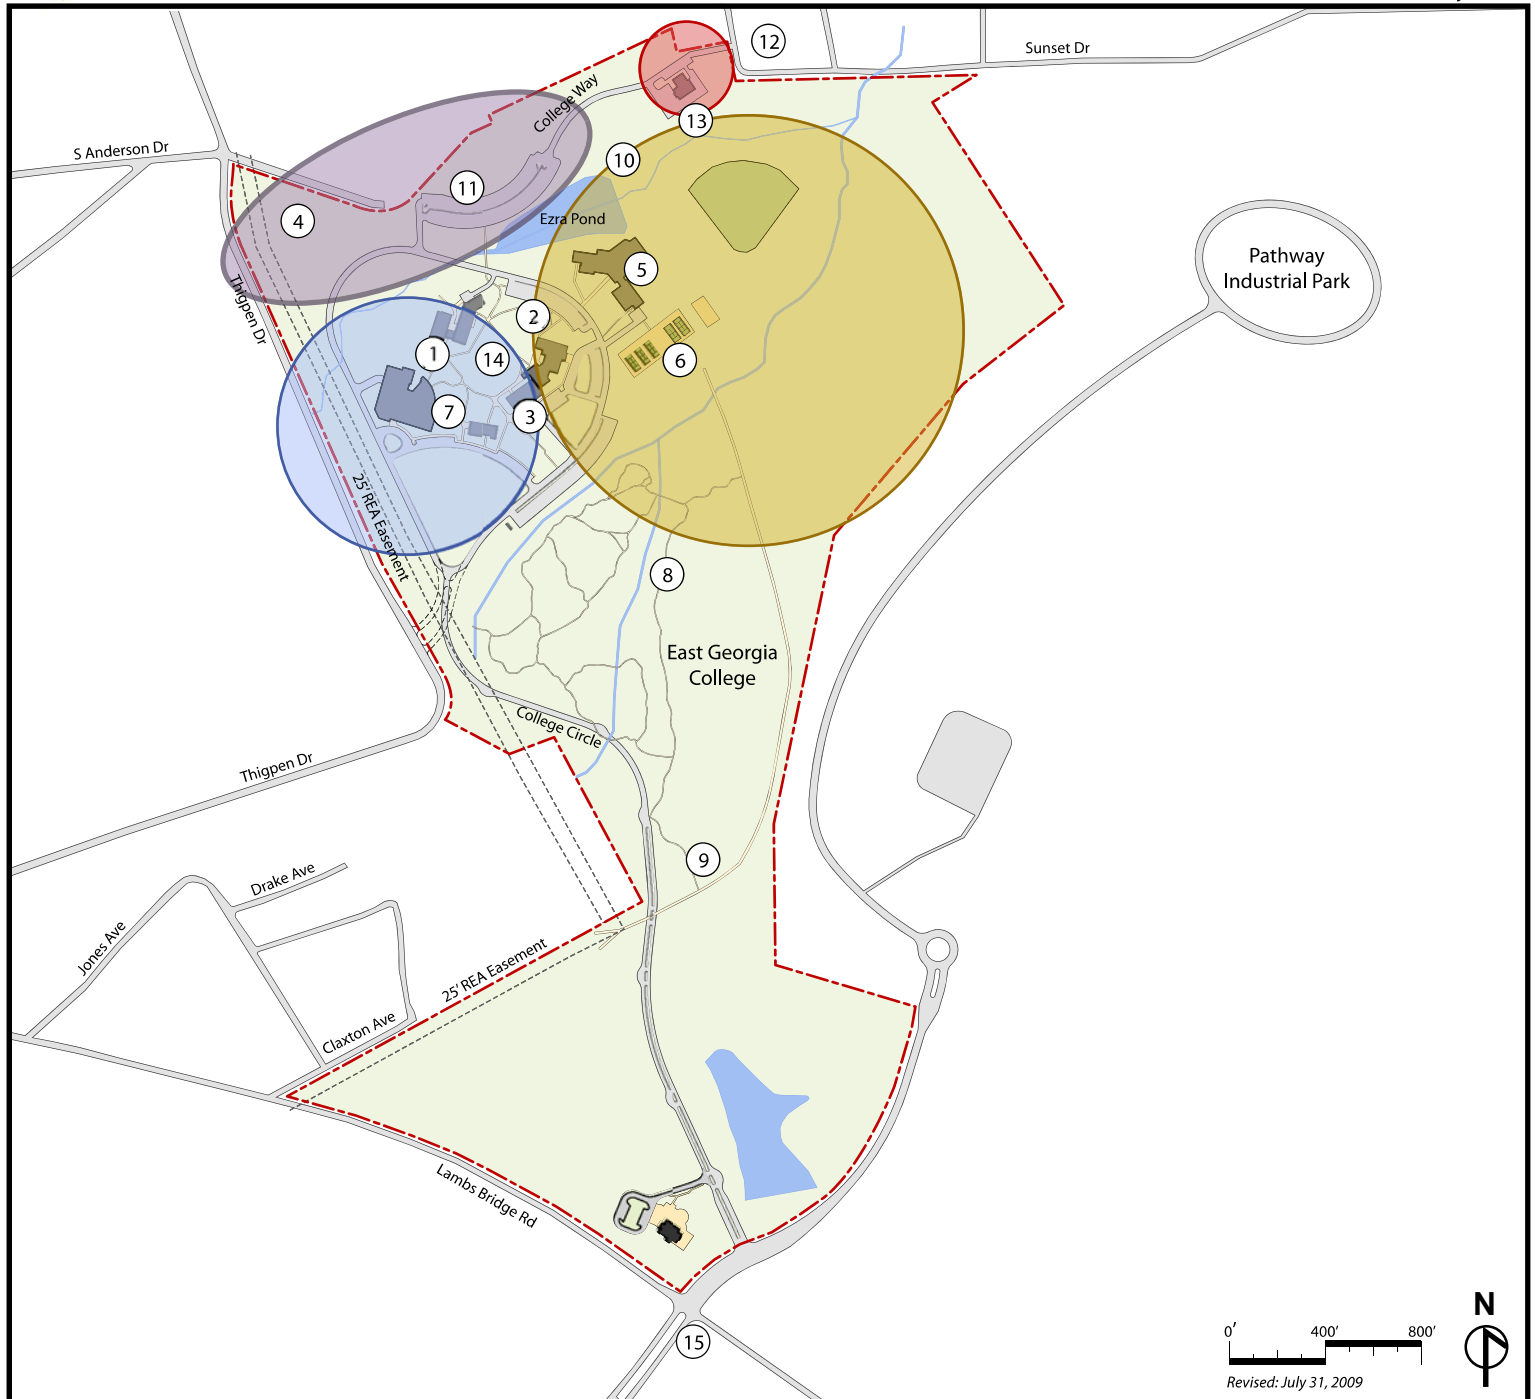 12
Sunset Dr
College Way
13
S Anderson Dr
10
11
4
Ezra Pond
5
Pathway
Industrial Park
Thigpen Dr
2
1
14
6
7
3
25' REA Easement
8
East Georgia
College
College Circle
Thigpen Dr
9
Drake Ave
Jones Ave
25' REA Easement
Claxton Ave
Lambs Bridge Rd
15
N
0' 400' 800'
Revised: July 31, 2009